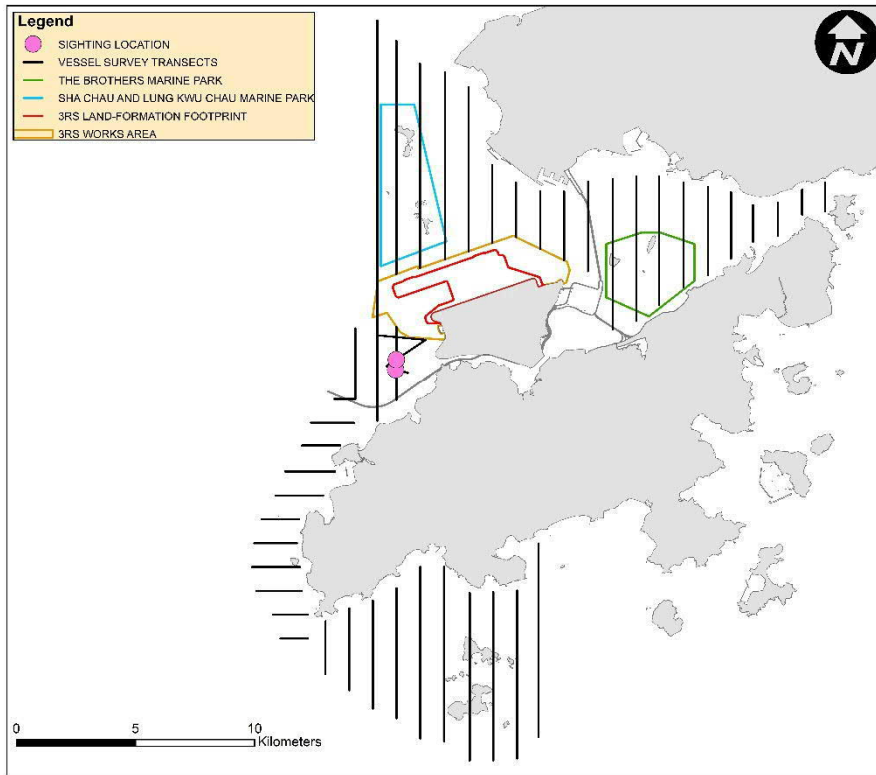 Legend
SIGHTING LOCATION
VESSEL SURVEY TRANSECTS
THE BROTHERS MARINE PARK
SHA CHAU AND LUNG KWU CHAU MARINE PARK
3RS LAND-FORMATION FOOTPRINT
3RS WORKS AREA
N
0 5 10
Kilometers